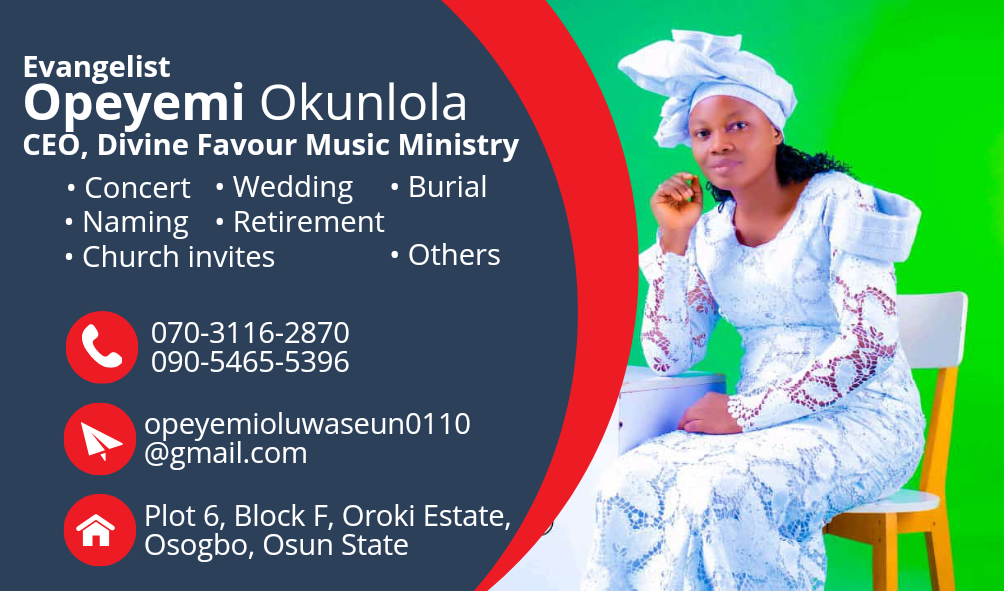 Evangelist
Opeyemi Okunlola
CEO, Divine Favour Music Ministry
• Concert • Wedding • Burial
• Naming • Retirement
• Church invites • Others
070-3116-2870
090-5465-5396
opeyemioluwaseun0110
@gmail.com
Plot 6, Block F, Oroki Estate,
Osogbo, Osun State